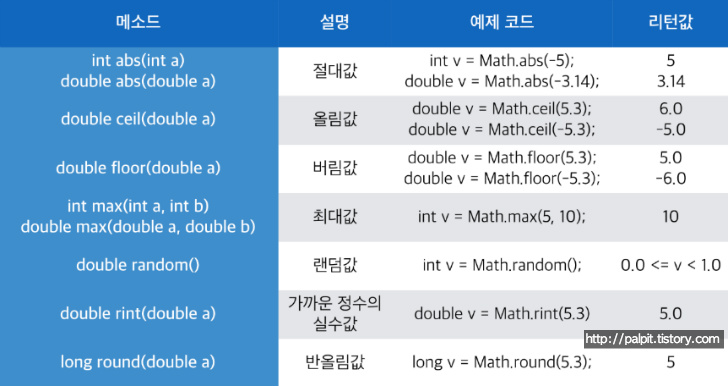 메소드 설명 예제 코드 리턴값
int abs(int a) int v = Math.abs(-5); 5
절대값
double abs(double a) double v = Math.abs(-3.14); 3.14
double v = Math.ceil(5.3); 6.0
double ceil(double a) 올림값
double v = Math.ceil(-5.3); -5.0
double v = Math.floor(5.3); 5.0
double floor(double a) 버림값
double v = Math.floor(-5.3); -6.0
int max(int a, int b)
최대값 int v = Math.max(5, 10); 10
double max(double a, double b)
double random() 랜덤값 int v = Math.random(); 0.0 <= v < 1.0
가까운 정수의
double rint(double a) double v = Math.rint(5.3) 5.0
실수값
http://palpit.tistory.com
long round(double a) 반올림값 long v = Math.round(5.3); 5